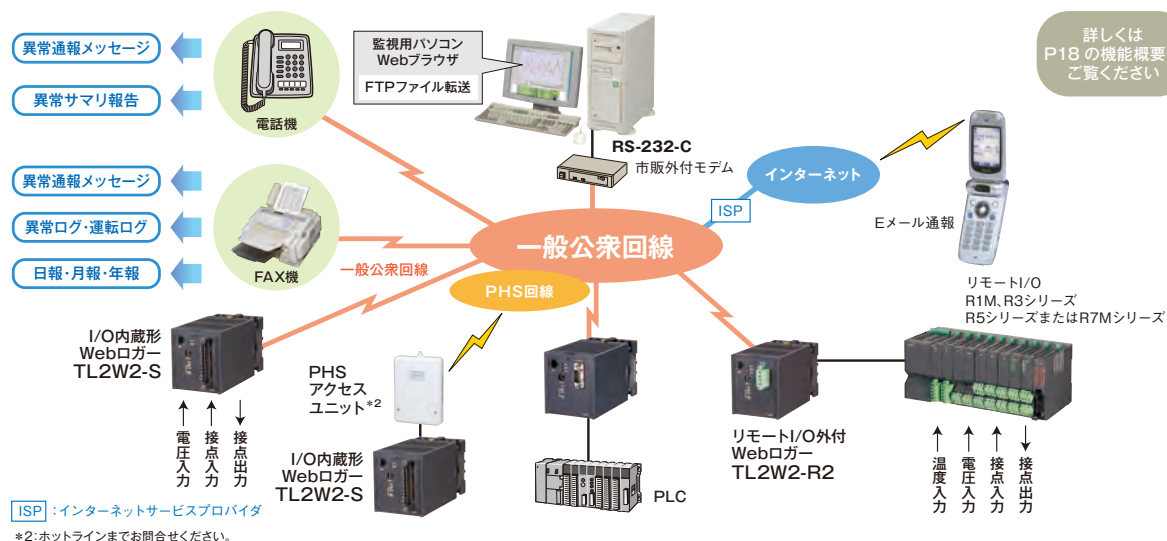 異常通報メッセージ
異常サマリ報告
電話機
監視用パソコン
Webブラウザ
FTPファイル転送
RS-232-C
市販外付モデム
詳しくは
P18 の機能概要
ご覧ください
インターネット
ISP
Eメール通報
異常通報メッセージ
異常ログ・運転ログ
日報・月報・年報
FAX機
一般公衆回線
一般公衆回線
PHS回線
I/O内蔵形
Webロガー
TL2W2-S
電圧入力
接点入力
接点出力
PHS
アクセス
ユニット*2
I/O内蔵形
Webロガー
TL2W2-S
PLC
リモートI/O外付
Webロガー
TL2W2-R2
リモートI/O
R1M、R3シリーズ
R5シリーズまたはR7Mシリーズ
温度入力
電圧入力
接点入力
接点出力
ISP：インターネットサービスプロバイダ
*2:ホットラインまでお問合せください。